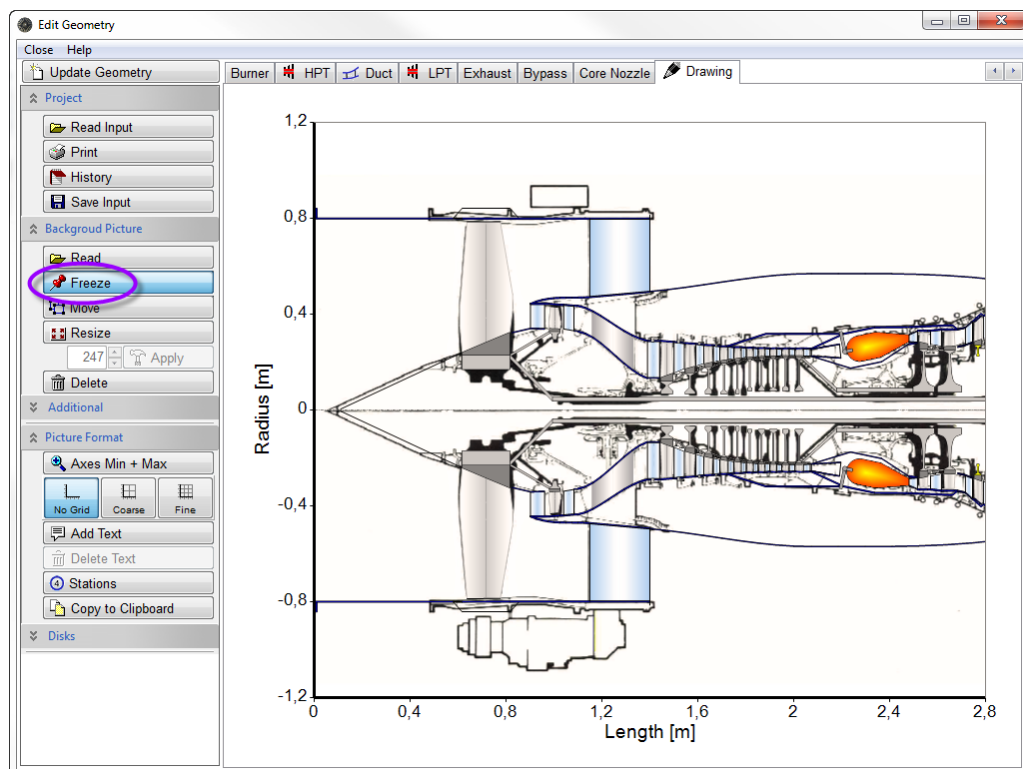 Edit Geometry
Close Help
Update Geometry
Project
Read Input
Print
History
Save Input
Backgroud Picture
Read
Freeze
Move
Resize
247 Apply
Delete
Additional
Picture Format
Axes Min + Max
No Grid Coarse Fine
Add Text
Delete Text
4 Stations
Copy to Clipboard
Disks
Burner HPT Duct LPT Exhaust Bypass Core Nozzle Drawing
1,2
0,8
0,4
0
-0,4
-0,8
-1,2
Radius [m]
0 0,4 0,8 1,2 1,6 2 2,4 2,8
Length [m]